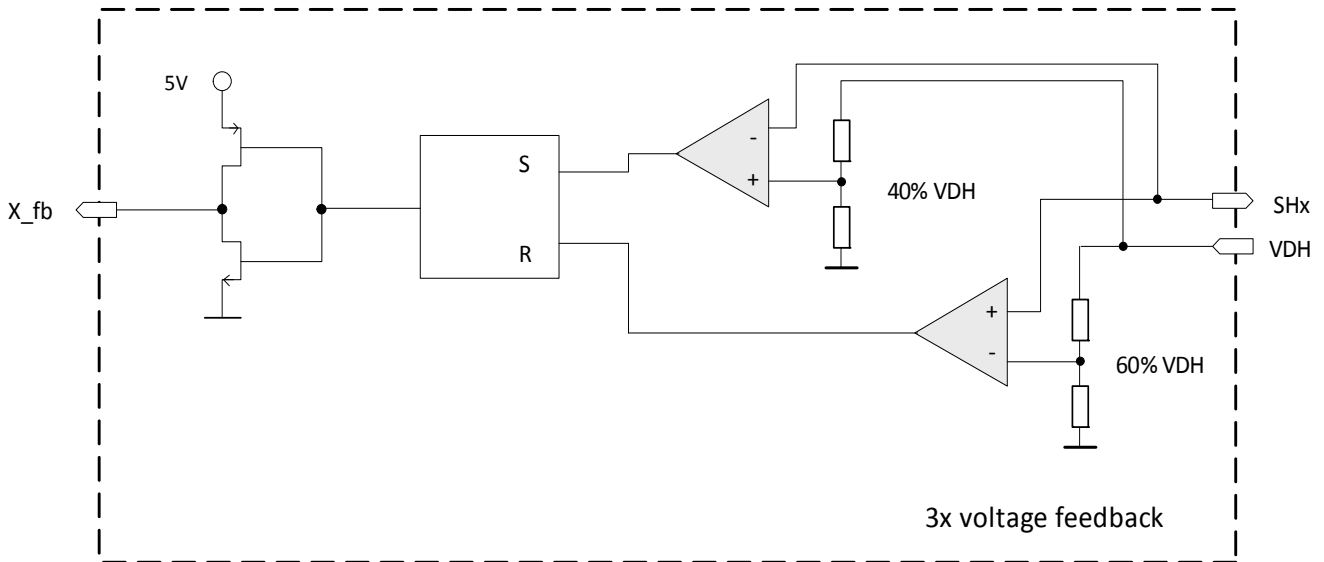 5V
X_fb
S
R
-
+
40% VDH
SHx
VDH
+
-
60% VDH
3x voltage feedback